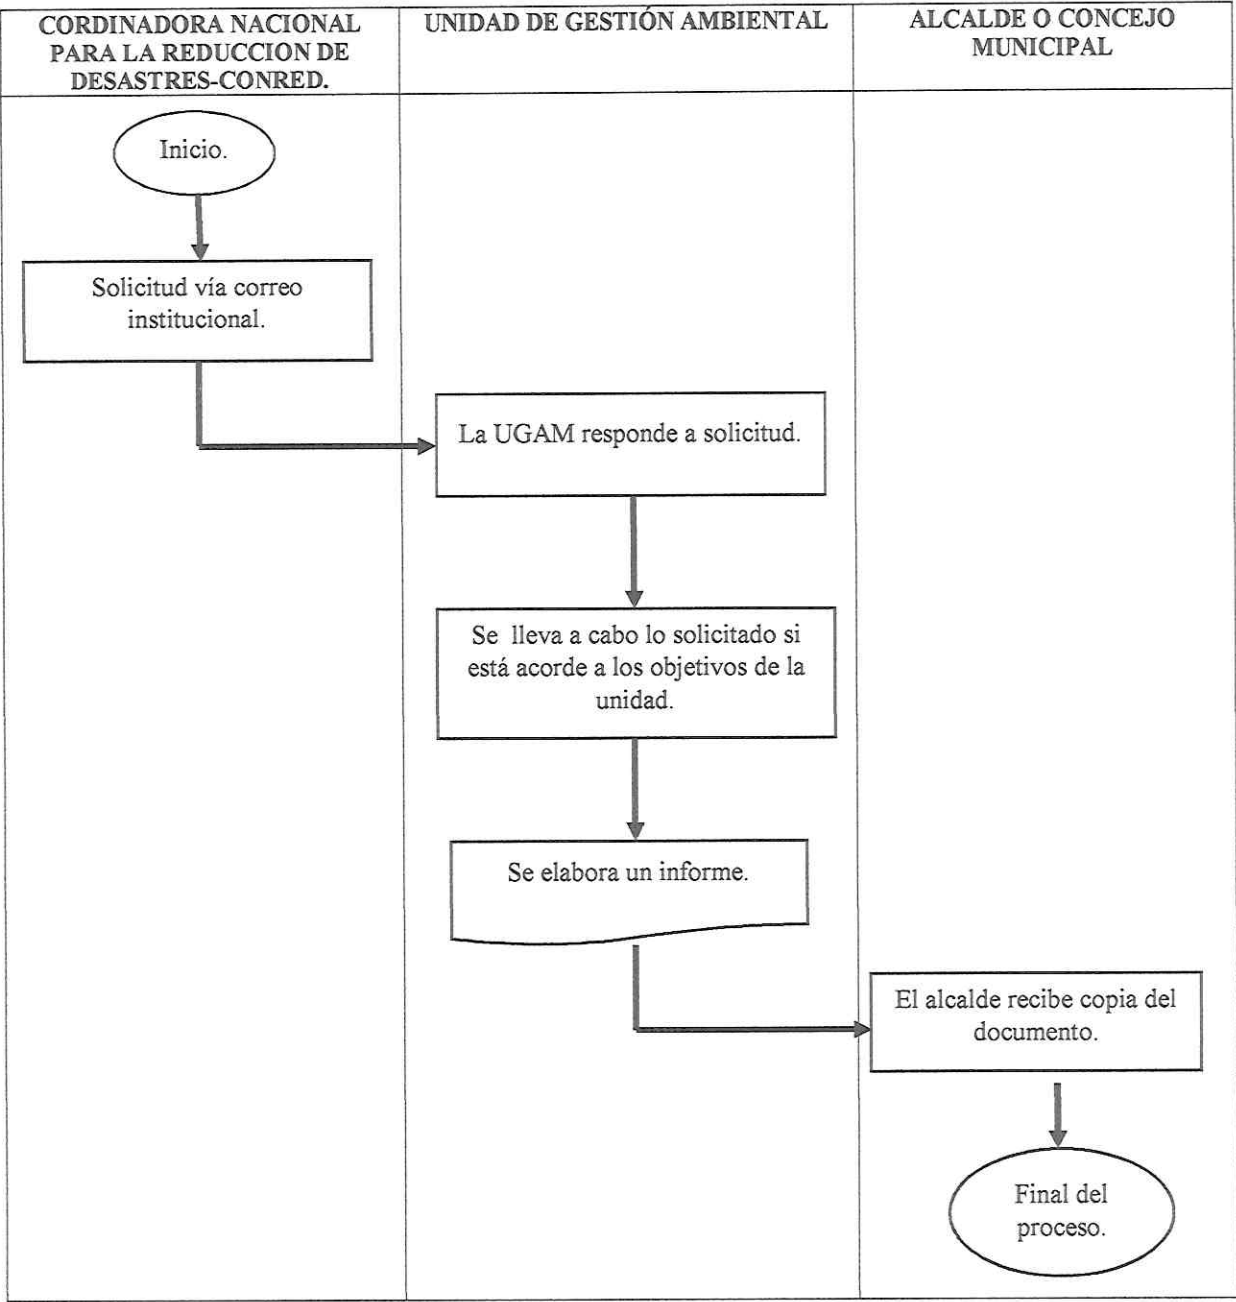 CORDINADORA NACIONAL
PARA LA REDUCCION DE
DESASTRES-CONRED.
UNIDAD DE GESTIÓN AMBIENTAL
ALCALDE O CONCEJO
MUNICIPAL
Inicio.
Solicitud vía correo
institucional.
La UGAM responde a solicitud.
Se lleva a cabo lo solicitado si
está acorde a los objetivos de la
unidad.
Se elabora un informe.
El alcalde recibe copia del
documento.
Final del
proceso.